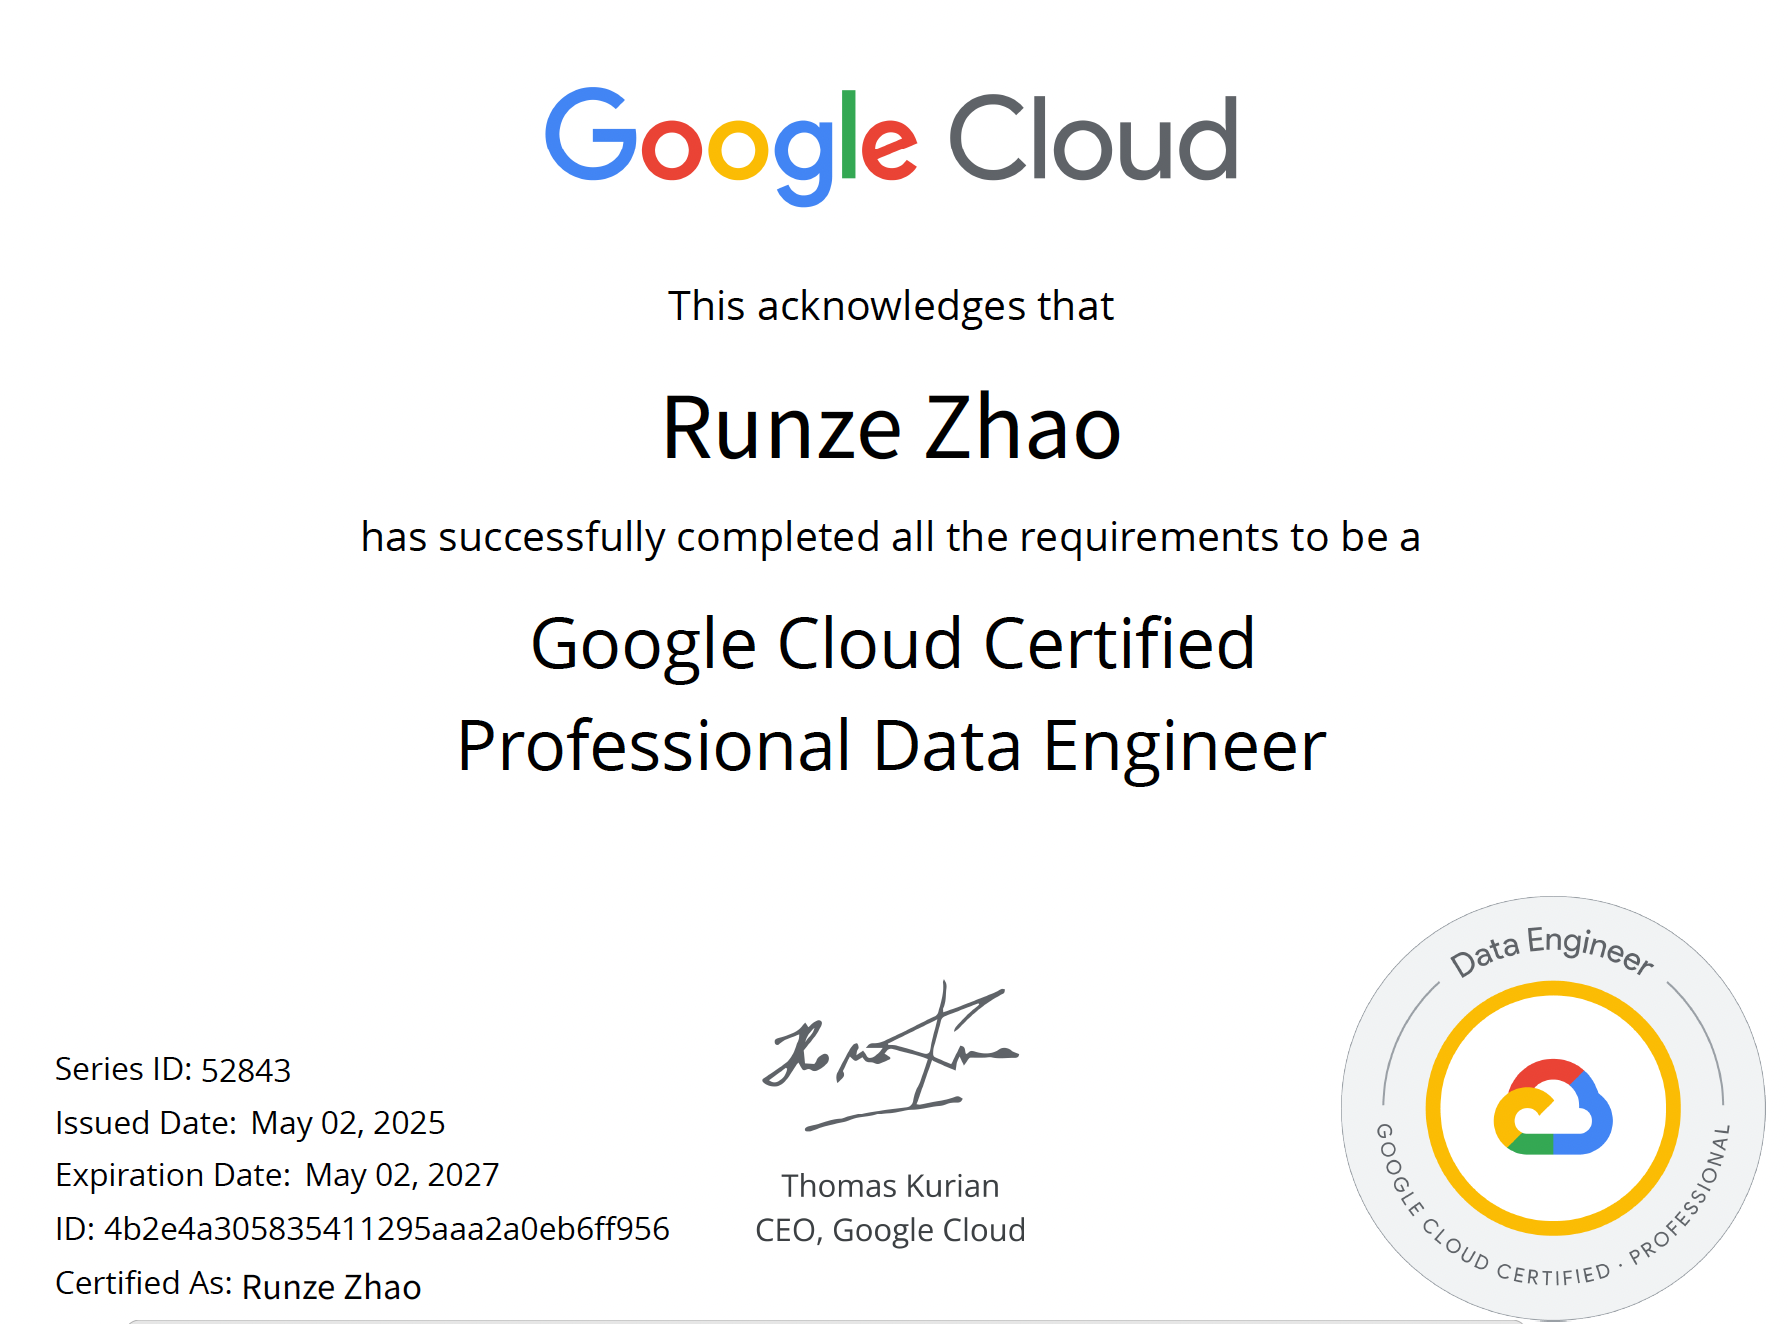 Google Cloud
This acknowledges that
Runze Zhao
has successfully completed all the requirements to be a
Google Cloud Certified
Professional Data Engineer
Series ID: 52843
Issued Date: May 02, 2025
Expiration Date: May 02, 2027
ID: 4b2e4a305835411295aaa2a0eb6ff956
Certified As: Runze Zhao
Thomas Kurian
CEO, Google Cloud
Data Engineer
GOOGLE CLOUD CERTIFIED · PROFESSIONAL